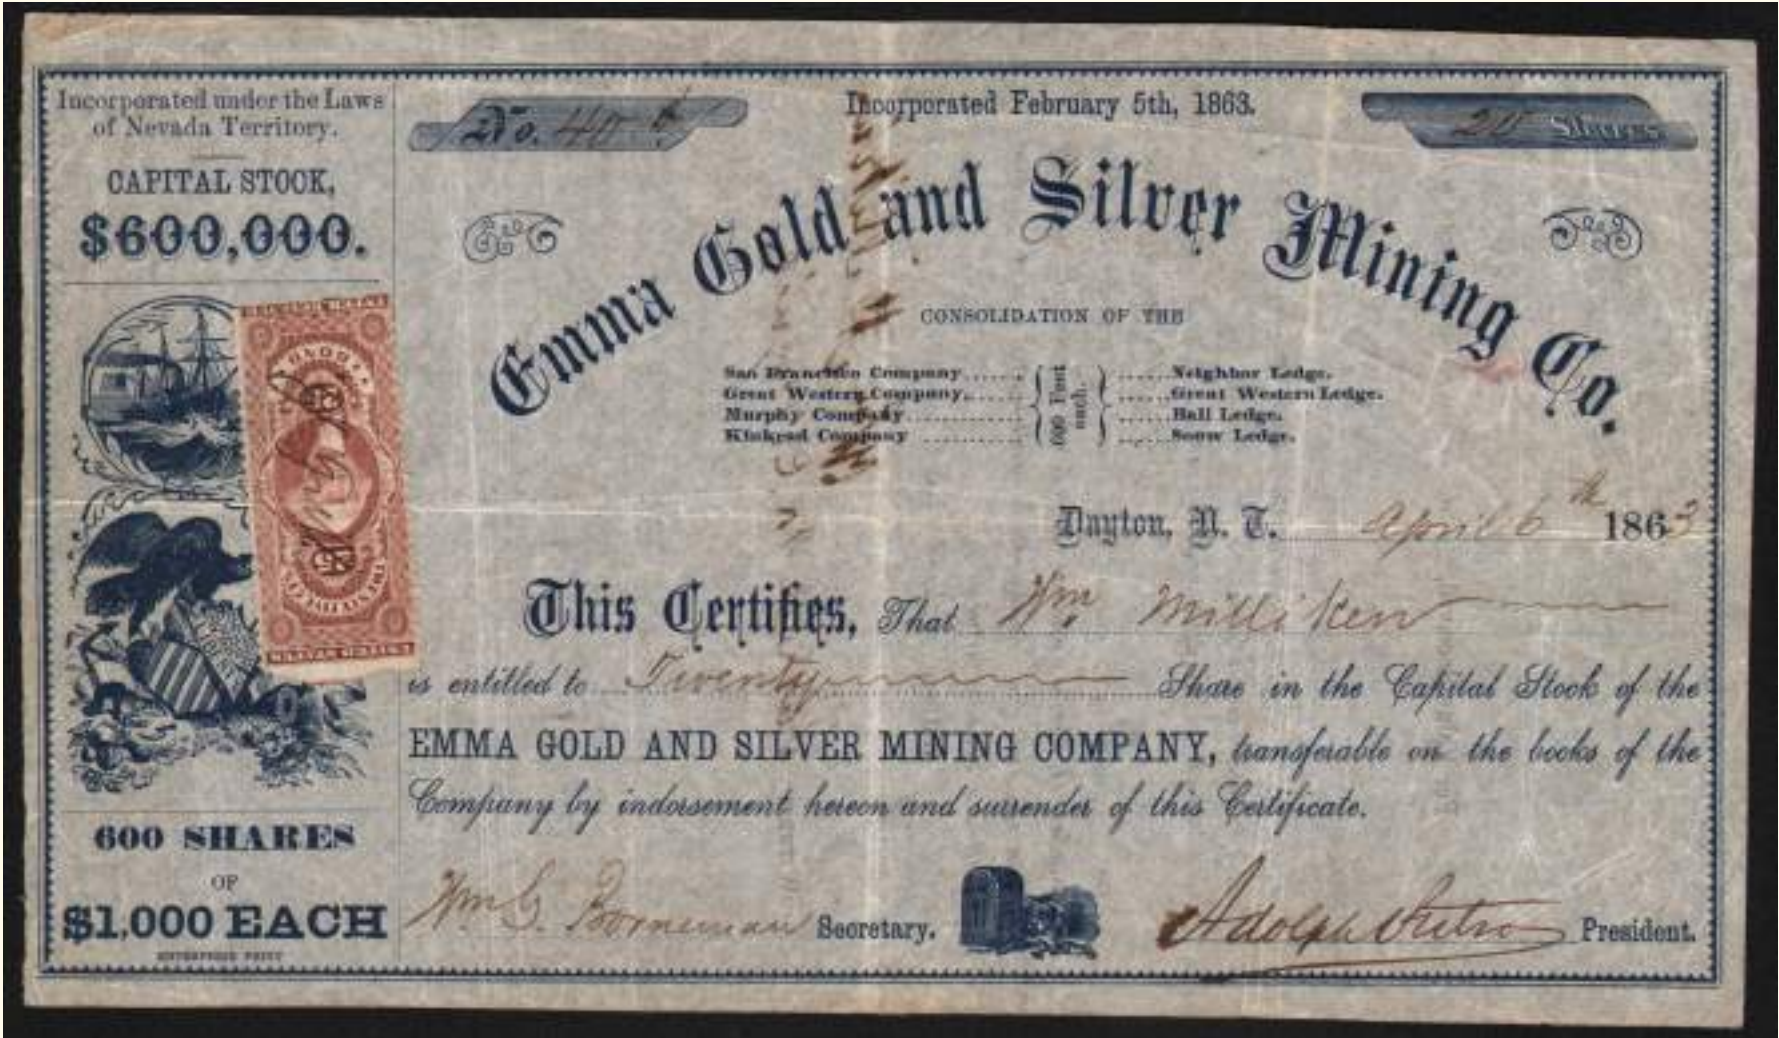 Incorporated under the Laws
of Nevada Territory.
CAPITAL STOCK,
$600,000.
600 SHARES
OF
$1,000 EACH
ENTERPRISE PRINT
No. 40
Incorporated February 5th, 1863.
20 Shares
Emma Gold and Silver Mining Co.
CONSOLIDATION OF THE
San Francisco Company...... 600 Feet each. ..... Neighbor Ledge.
Great Western Company...... Great Western Ledge.
Murphy Company ............ Hall Ledge.
Kinkead Company ........... Snow Ledge.
Dayton, N. T. April 6th 1863
This Certifies, That Wm Milliken
is entitled to Twenty Share in the Capital Stock of the
EMMA GOLD AND SILVER MINING COMPANY, transferable on the books of the
Company by indorsement hereon and surrender of this Certificate.
Wm G. Borneman Secretary.
Adolph Sutro President.